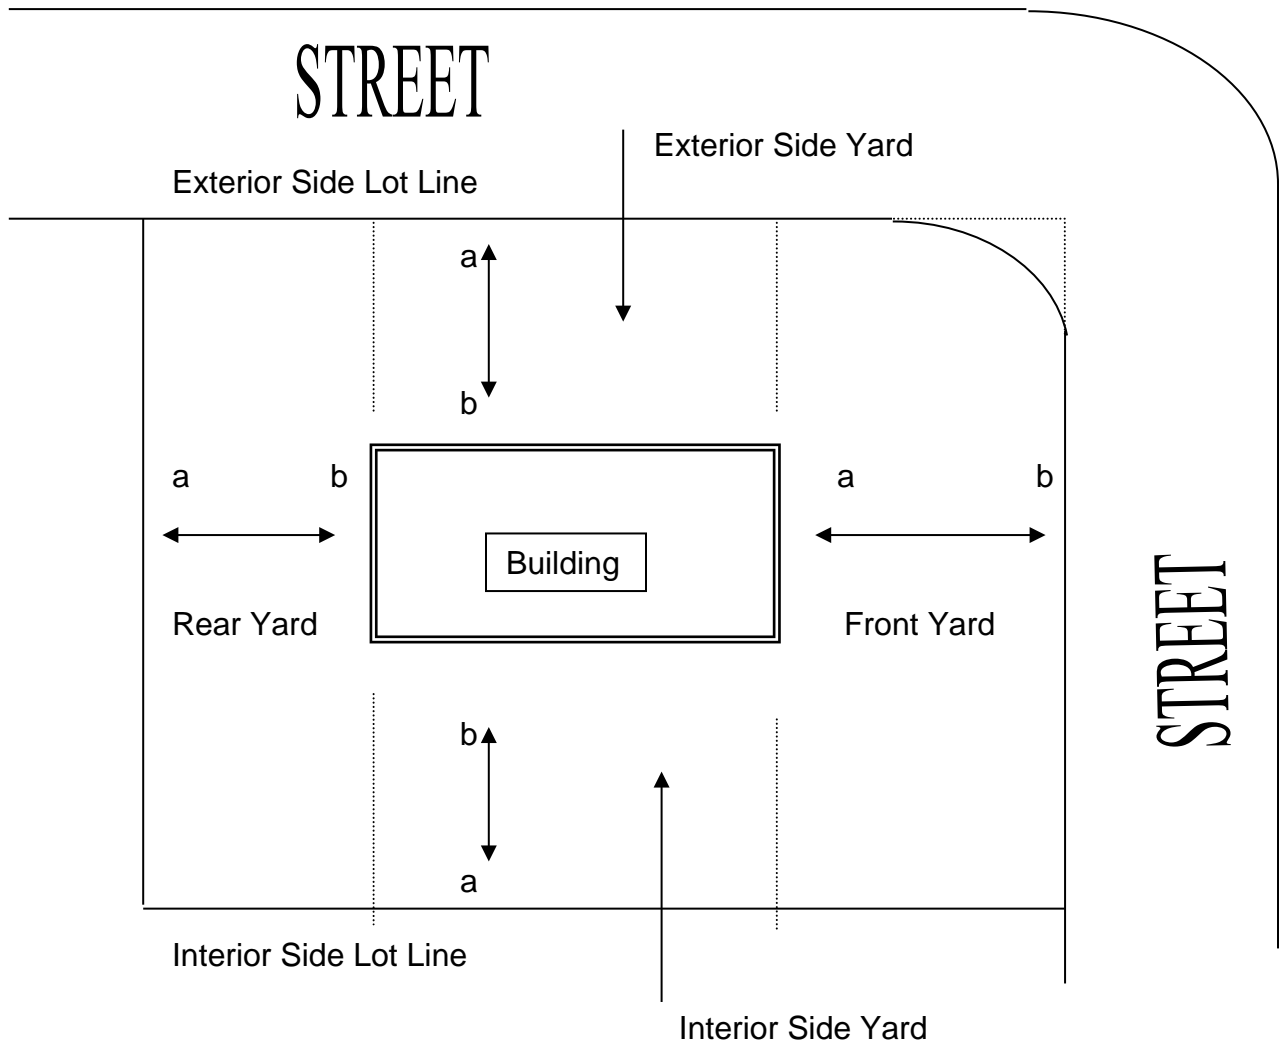 STREET
Exterior Side Yard
Exterior Side Lot Line
a
b
a
b
a
b
Building
Rear Yard
Front Yard
STREET
b
a
Interior Side Lot Line
Interior Side Yard